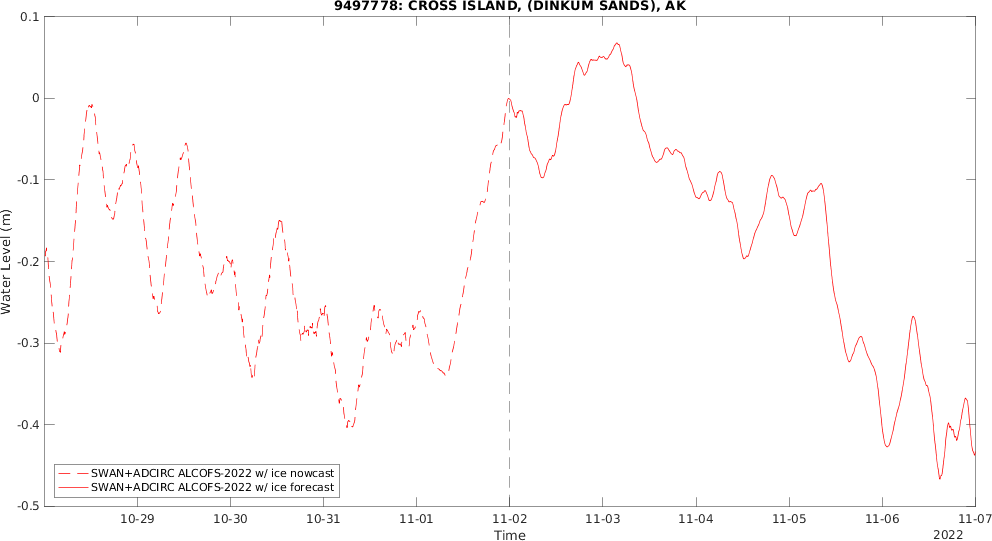 9497778: CROSS ISLAND, (DINKUM SANDS), AK
0.1
0
-0.1
-0.2
-0.3
-0.4
-0.5
Water Level (m)
SWAN+ADCIRC ALCOFS-2022 w/ ice nowcast
SWAN+ADCIRC ALCOFS-2022 w/ ice forecast
10-29 10-30 10-31 11-01 11-02 11-03 11-04 11-05 11-06 11-07
Time
2022